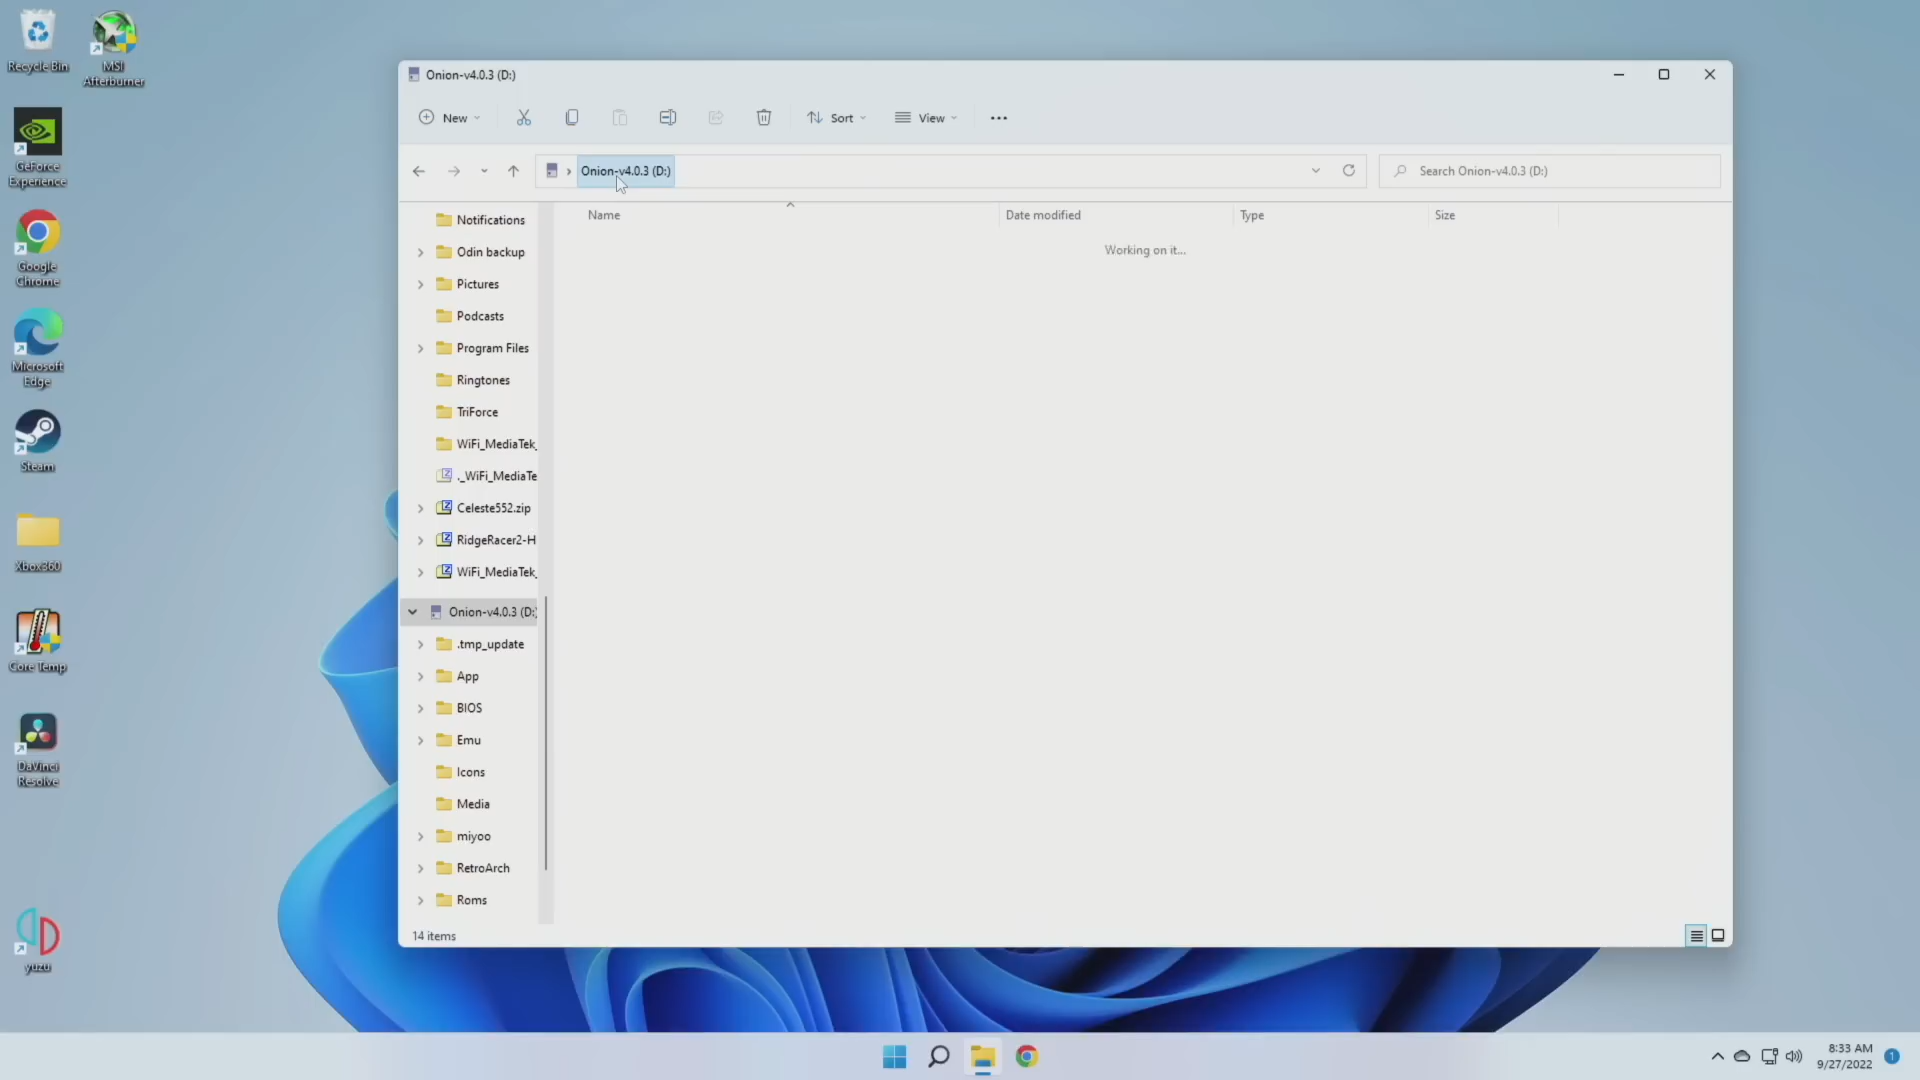 Recycle Bin
MSI
Afterburner
GeForce
Experience
Google
Chrome
Microsoft
Edge
Steam
Xbox360
Core Temp
DaVinci
Resolve
yuzu
Onion-v4.0.3 (D:)
New
Sort
View
Onion-v4.0.3 (D:)
Search Onion-v4.0.3 (D:)
Name
Date modified
Type
Size
Working on it...
Notifications
Odin backup
Pictures
Podcasts
Program Files
Ringtones
TriForce
WiFi_MediaTek_
._WiFi_MediaTe
Celeste552.zip
RidgeRacer2-H
WiFi_MediaTek_
Onion-v4.0.3 (D:)
.tmp_update
App
BIOS
Emu
Icons
Media
miyoo
RetroArch
Roms
14 items
8:33 AM
9/27/2022
1